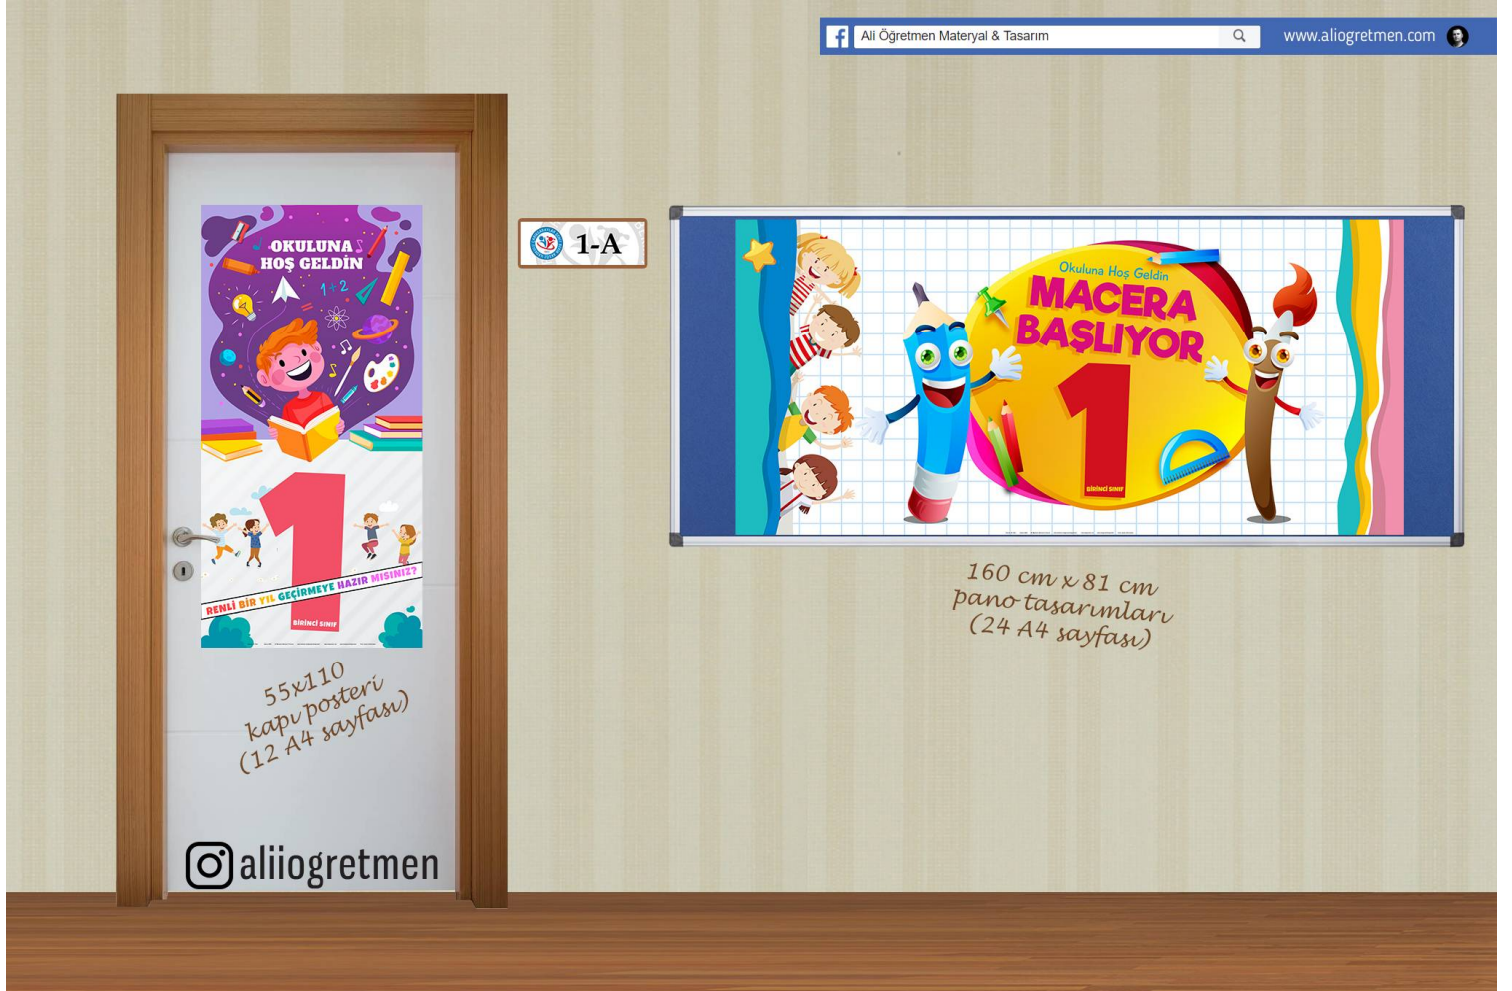 Ali Öğretmen Materyal & Tasarım
www.aliogretmen.com
OKULUNA
HOŞ GELDİN
1+2
1
RENLİ BİR YIL GEÇİRMEYE HAZIR MISINIZ?
BİRİNCİ SINIF
1-A
Okuluna Hoş Geldin
MACERA
BAŞLIYOR
1
BİRİNCİ SINIF
160 cm x 81 cm
pano tasarımları
(24 A4 sayfası)
55x110
kapı posteri
(12 A4 sayfası)
aliiogretmen